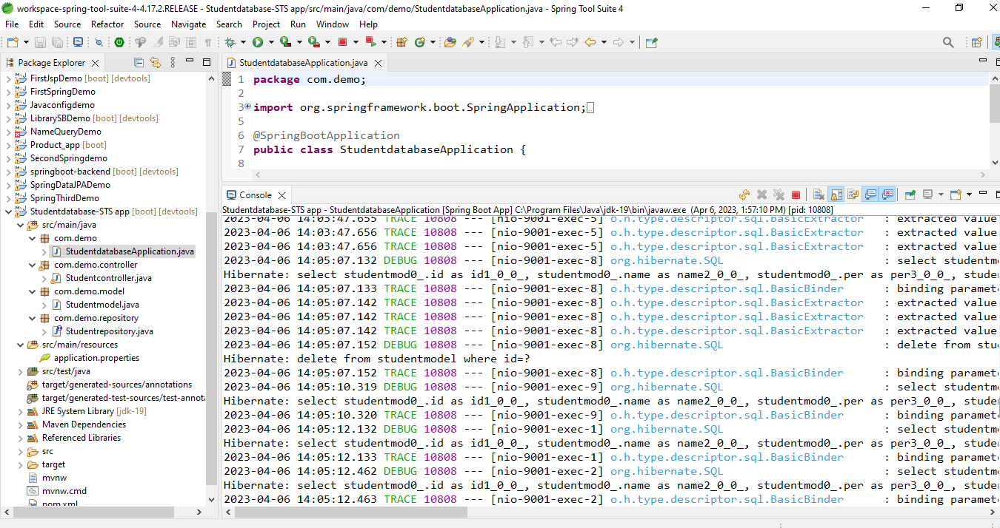 workspace-spring-tool-suite-4-4.17.2.RELEASE - Studentdatabase-STS app/src/main/java/com/demo/StudentdatabaseApplication.java - Spring Tool Suite 4
File Edit Source Refactor Source Navigate Search Project Run Window Help
Package Explorer
FirstJspDemo [boot] [devtools]
FirstSpringDemo
Javaconfigdemo
LibrarySBDemo [boot] [devtools]
NameQueryDemo
Product_app [boot]
SecondSpringdemo
springboot-backend [boot] [devtools]
SpringDataJPADemo
SpringThirdDemo
Studentdatabase-STS app [boot] [devtools]
src/main/java
com.demo
StudentdatabaseApplication.java
com.demo.controller
Studentcontroller.java
com.demo.model
Studentmodel.java
com.demo.repository
Studentrepository.java
src/main/resources
application.properties
src/test/java
target/generated-sources/annotations
target/generated-test-sources/test-annota
JRE System Library [jdk-19]
Maven Dependencies
Referenced Libraries
src
target
mvnw
mvnw.cmd
pom.xml
StudentdatabaseApplication.java
1 package com.demo;
2
3 import org.springframework.boot.SpringApplication;
5
6 @SpringBootApplication
7 public class StudentdatabaseApplication {
8
Console
Studentdatabase-STS app - StudentdatabaseApplication [Spring Boot App] C:\Program Files\Java\jdk-19\bin\javaw.exe (Apr 6, 2023, 1:57:10 PM) [pid: 10808]
2023-04-06 14:03:47.655 TRACE 10808 --- [nio-9001-exec-5] o.h.type.descriptor.sql.BasicExtractor : extracted value
2023-04-06 14:03:47.656 TRACE 10808 --- [nio-9001-exec-5] o.h.type.descriptor.sql.BasicExtractor : extracted value
2023-04-06 14:03:47.656 TRACE 10808 --- [nio-9001-exec-5] o.h.type.descriptor.sql.BasicExtractor : extracted value
2023-04-06 14:05:07.132 DEBUG 10808 --- [nio-9001-exec-8] org.hibernate.SQL : select studentm
Hibernate: select studentmod0_.id as id1_0_0_, studentmod0_.name as name2_0_0_, studentmod0_.per as per3_0_0_, stude
2023-04-06 14:05:07.133 TRACE 10808 --- [nio-9001-exec-8] o.h.type.descriptor.sql.BasicBinder : binding paramet
2023-04-06 14:05:07.142 TRACE 10808 --- [nio-9001-exec-8] o.h.type.descriptor.sql.BasicExtractor : extracted value
2023-04-06 14:05:07.142 TRACE 10808 --- [nio-9001-exec-8] o.h.type.descriptor.sql.BasicExtractor : extracted value
2023-04-06 14:05:07.142 TRACE 10808 --- [nio-9001-exec-8] o.h.type.descriptor.sql.BasicExtractor : extracted value
2023-04-06 14:05:07.152 DEBUG 10808 --- [nio-9001-exec-8] org.hibernate.SQL : delete from stu
Hibernate: delete from studentmodel where id=?
2023-04-06 14:05:07.152 TRACE 10808 --- [nio-9001-exec-8] o.h.type.descriptor.sql.BasicBinder : binding paramet
2023-04-06 14:05:10.319 DEBUG 10808 --- [nio-9001-exec-9] org.hibernate.SQL : select studentm
Hibernate: select studentmod0_.id as id1_0_0_, studentmod0_.name as name2_0_0_, studentmod0_.per as per3_0_0_, stude
2023-04-06 14:05:10.320 TRACE 10808 --- [nio-9001-exec-9] o.h.type.descriptor.sql.BasicBinder : binding paramet
2023-04-06 14:05:12.132 DEBUG 10808 --- [nio-9001-exec-1] org.hibernate.SQL : select studentm
Hibernate: select studentmod0_.id as id1_0_0_, studentmod0_.name as name2_0_0_, studentmod0_.per as per3_0_0_, stude
2023-04-06 14:05:12.133 TRACE 10808 --- [nio-9001-exec-1] o.h.type.descriptor.sql.BasicBinder : binding paramet
2023-04-06 14:05:12.462 DEBUG 10808 --- [nio-9001-exec-2] org.hibernate.SQL : select studentm
Hibernate: select studentmod0_.id as id1_0_0_, studentmod0_.name as name2_0_0_, studentmod0_.per as per3_0_0_, stude
2023-04-06 14:05:12.463 TRACE 10808 --- [nio-9001-exec-2] o.h.type.descriptor.sql.BasicBinder : binding paramet